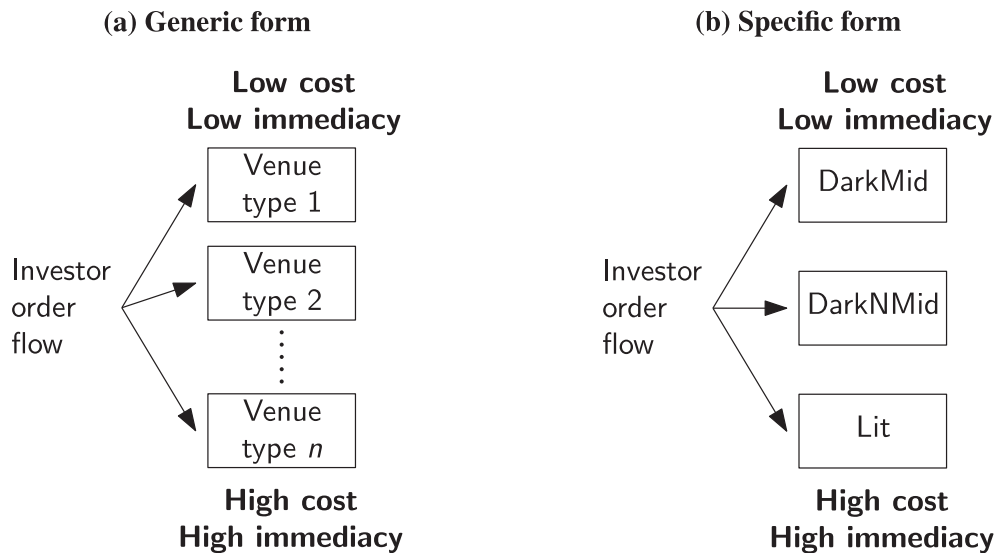 (a) Generic form
Low cost
Low immediacy
Venue
type 1
Investor
order
flow
Venue
type 2
Venue
type n
High cost
High immediacy
(b) Specific form
Low cost
Low immediacy
DarkMid
Investor
order
flow
DarkNMid
Lit
High cost
High immediacy